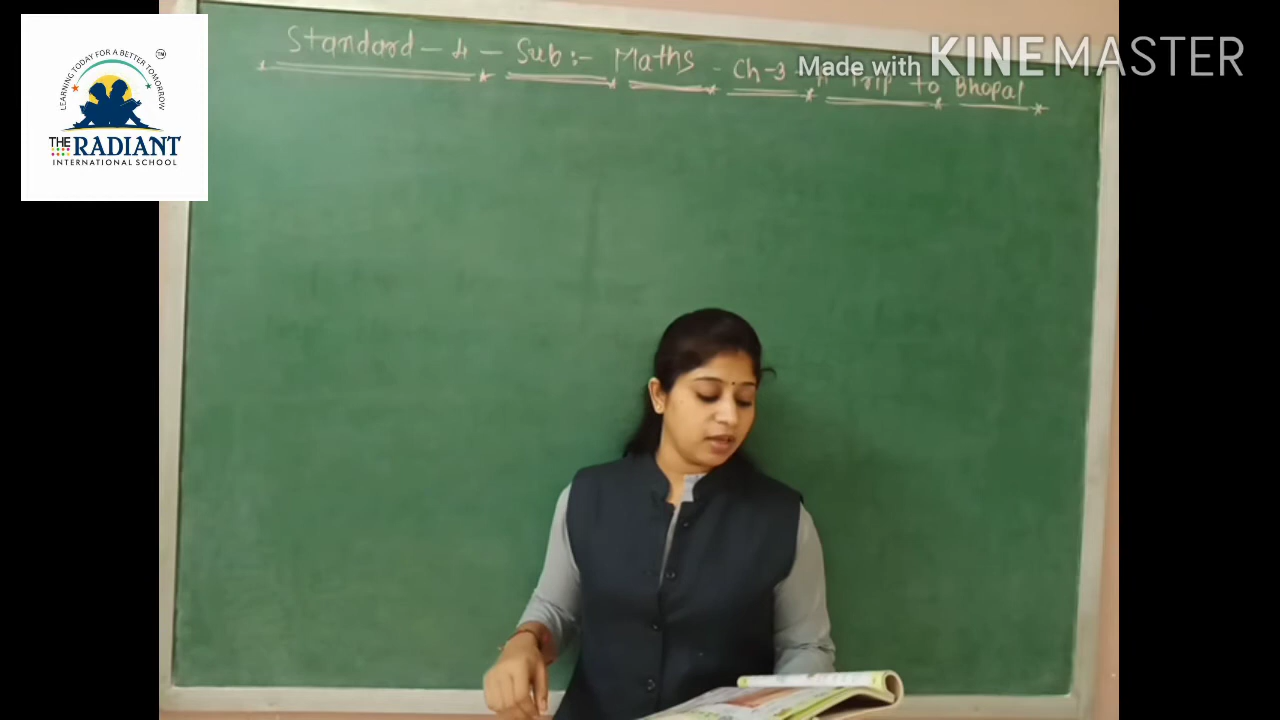 Standard - 4 - Sub:- Maths - Ch-3 A Trip to Bhopal
Made with KINEMASTER
LEARNING TODAY FOR A BETTER TOMORROW
TM
THE RADIANT
INTERNATIONAL SCHOOL